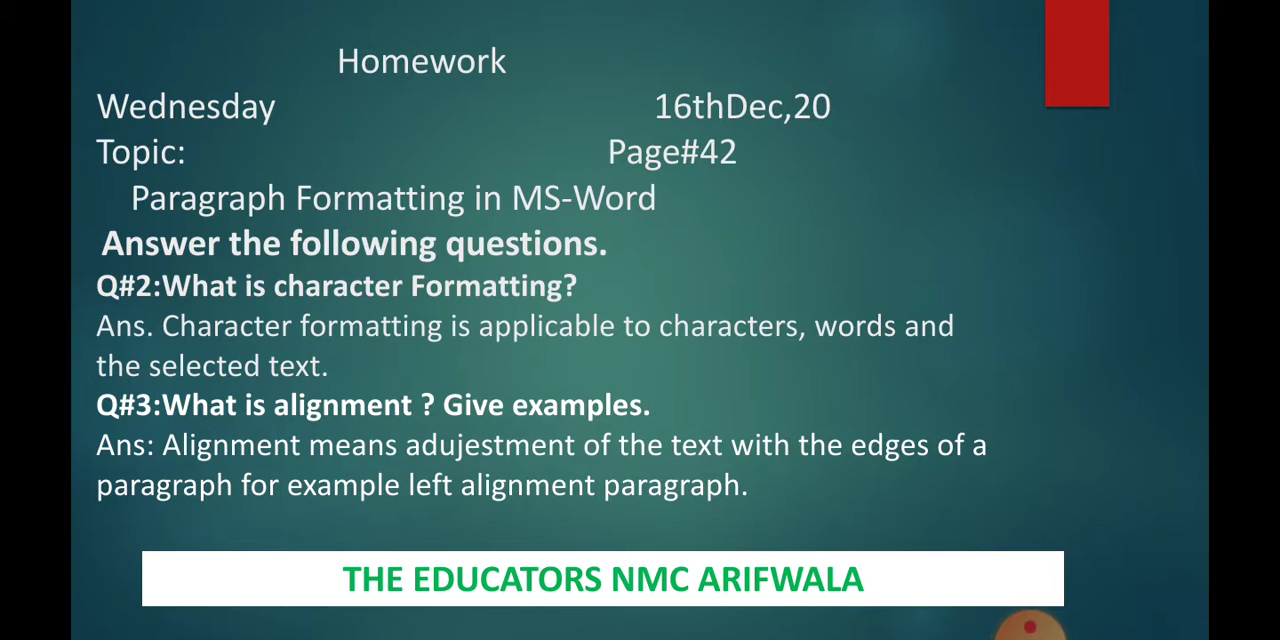 Homework
Wednesday 16thDec,20
Topic: Page#42
Paragraph Formatting in MS-Word
Answer the following questions.
Q#2:What is character Formatting?
Ans. Character formatting is applicable to characters, words and
the selected text.
Q#3:What is alignment ? Give examples.
Ans: Alignment means adujestment of the text with the edges of a
paragraph for example left alignment paragraph.
THE EDUCATORS NMC ARIFWALA